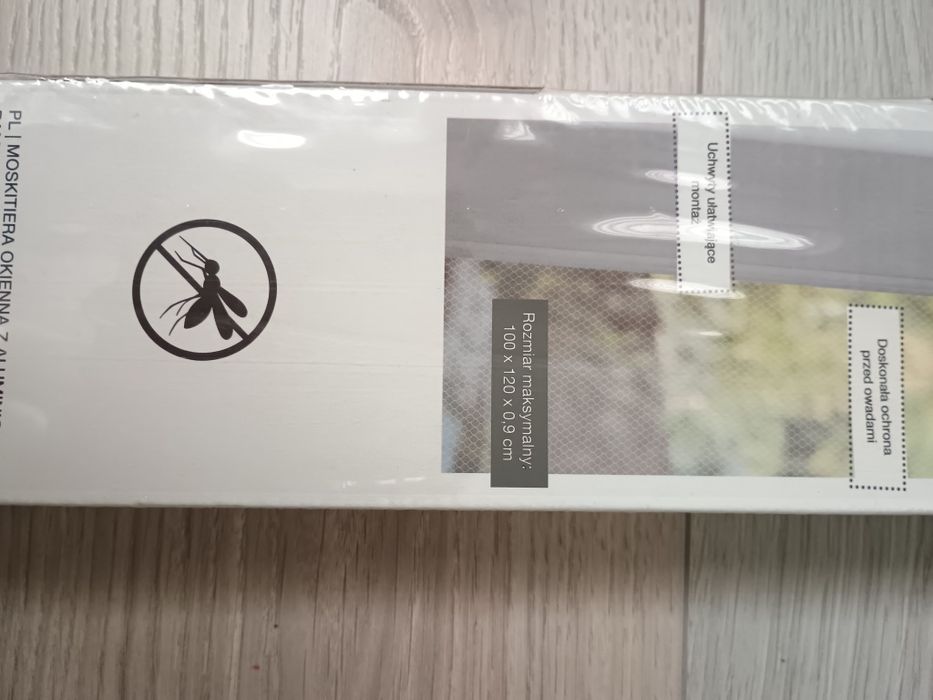 Uchwyty ułatwiające
montaż
Doskonała ochrona
przed owadami
Rozmiar maksymalny:
100 x 120 x 0,9 cm
PL | MOSKITIERA OKIENNA Z